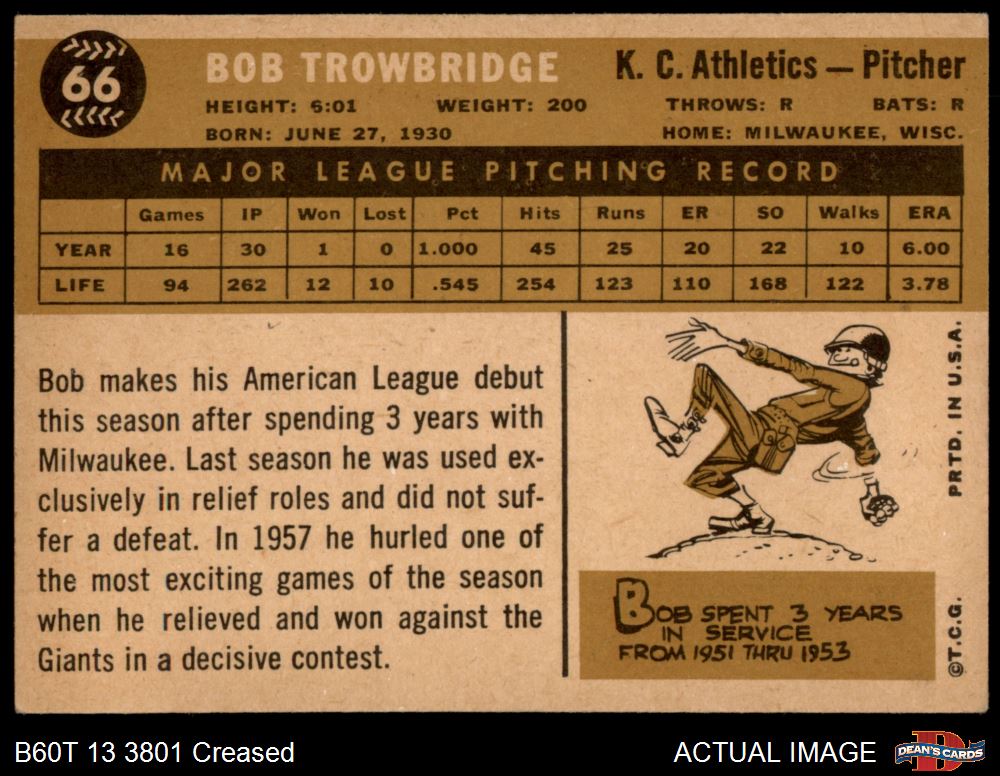 66
BOB TROWBRIDGE
K. C. Athletics — Pitcher
HEIGHT: 6:01 WEIGHT: 200 THROWS: R BATS: R
BORN: JUNE 27, 1930 HOME: MILWAUKEE, WISC.
MAJOR LEAGUE PITCHING RECORD
Games IP Won Lost Pct Hits Runs ER SO Walks ERA
YEAR 16 30 1 0 1.000 45 25 20 22 10 6.00
LIFE 94 262 12 10 .545 254 123 110 168 122 3.78
Bob makes his American League debut
this season after spending 3 years with
Milwaukee. Last season he was used ex-
clusively in relief roles and did not suf-
fer a defeat. In 1957 he hurled one of
the most exciting games of the season
when he relieved and won against the
Giants in a decisive contest.
BOB SPENT 3 YEARS
IN SERVICE
FROM 1951 THRU 1953
PRTD. IN U.S.A.
©T.C.G.
B60T 13 3801 Creased
ACTUAL IMAGE
DEAN'S CARDS